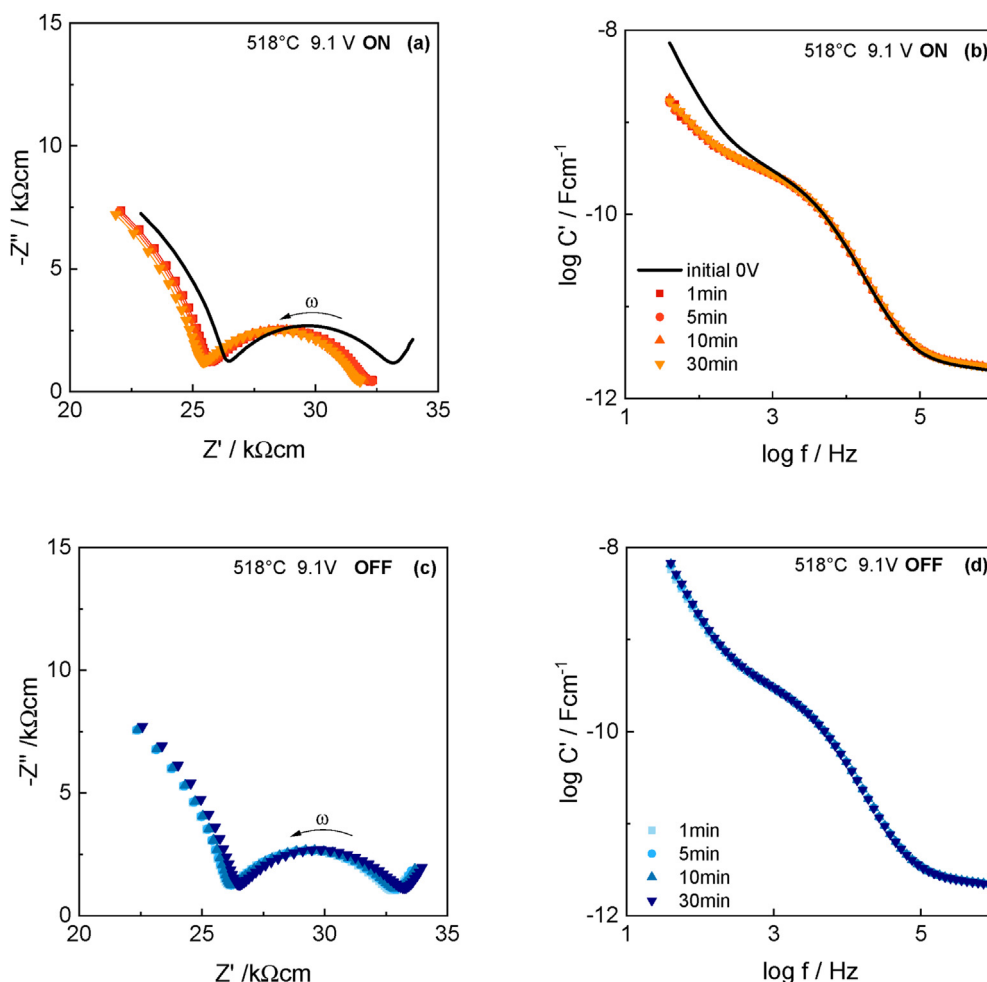 518°C 9.1 V ON (a)
15
10
5
0
-Z" / kΩcm
ω
20 25 30 35
Z' / kΩcm
518°C 9.1 V ON (b)
-8
-10
-12
log C' / Fcm-1
initial 0V
1min
5min
10min
30min
1 3 5
log f / Hz
518°C 9.1V OFF (c)
15
10
5
0
-Z" /kΩcm
ω
20 25 30 35
Z' /kΩcm
518°C 9.1V OFF (d)
-8
-10
-12
log C' / Fcm-1
1min
5min
10min
30min
1 3 5
log f / Hz